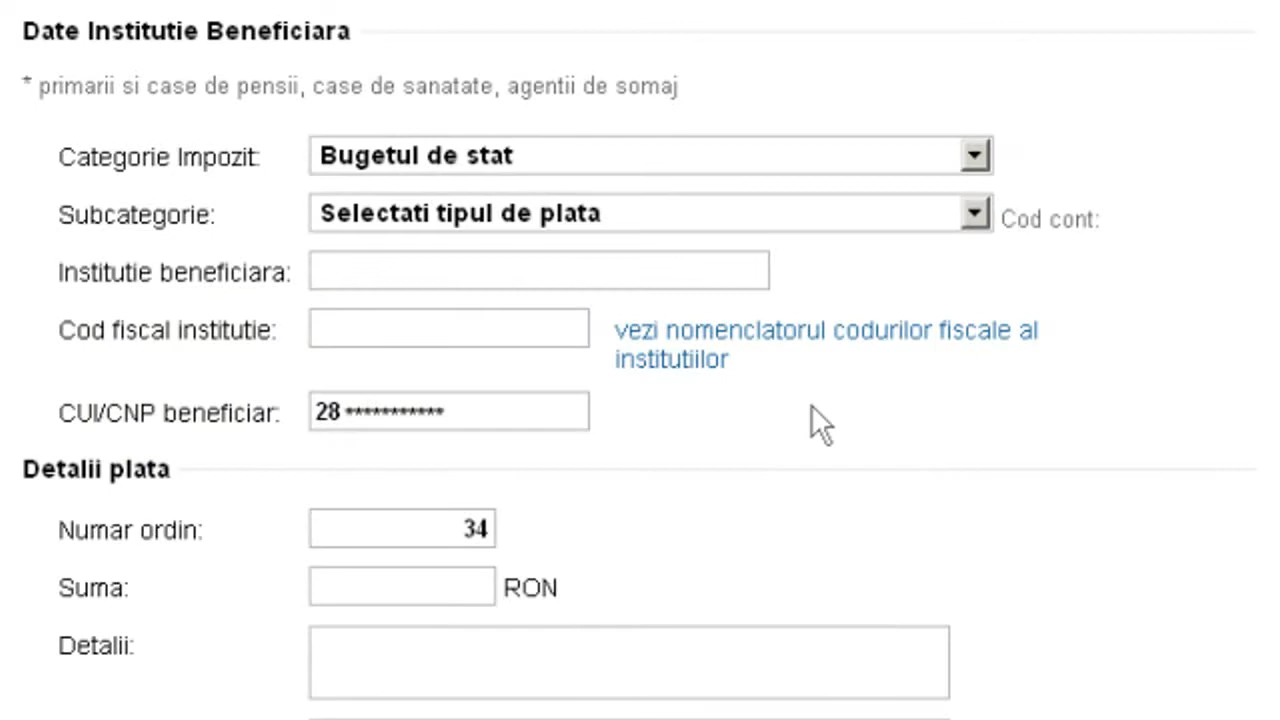 Date Institutie Beneficiara
* primarii si case de pensii, case de sanatate, agentii de somaj
Categorie Impozit: Bugetul de stat
Subcategorie: Selectati tipul de plata Cod cont:
Institutie beneficiara:
Cod fiscal institutie: vezi nomenclatorul codurilor fiscale al
institutiilor
CUI/CNP beneficiar: 28 ***********
Detalii plata
Numar ordin: 34
Suma: RON
Detalii: